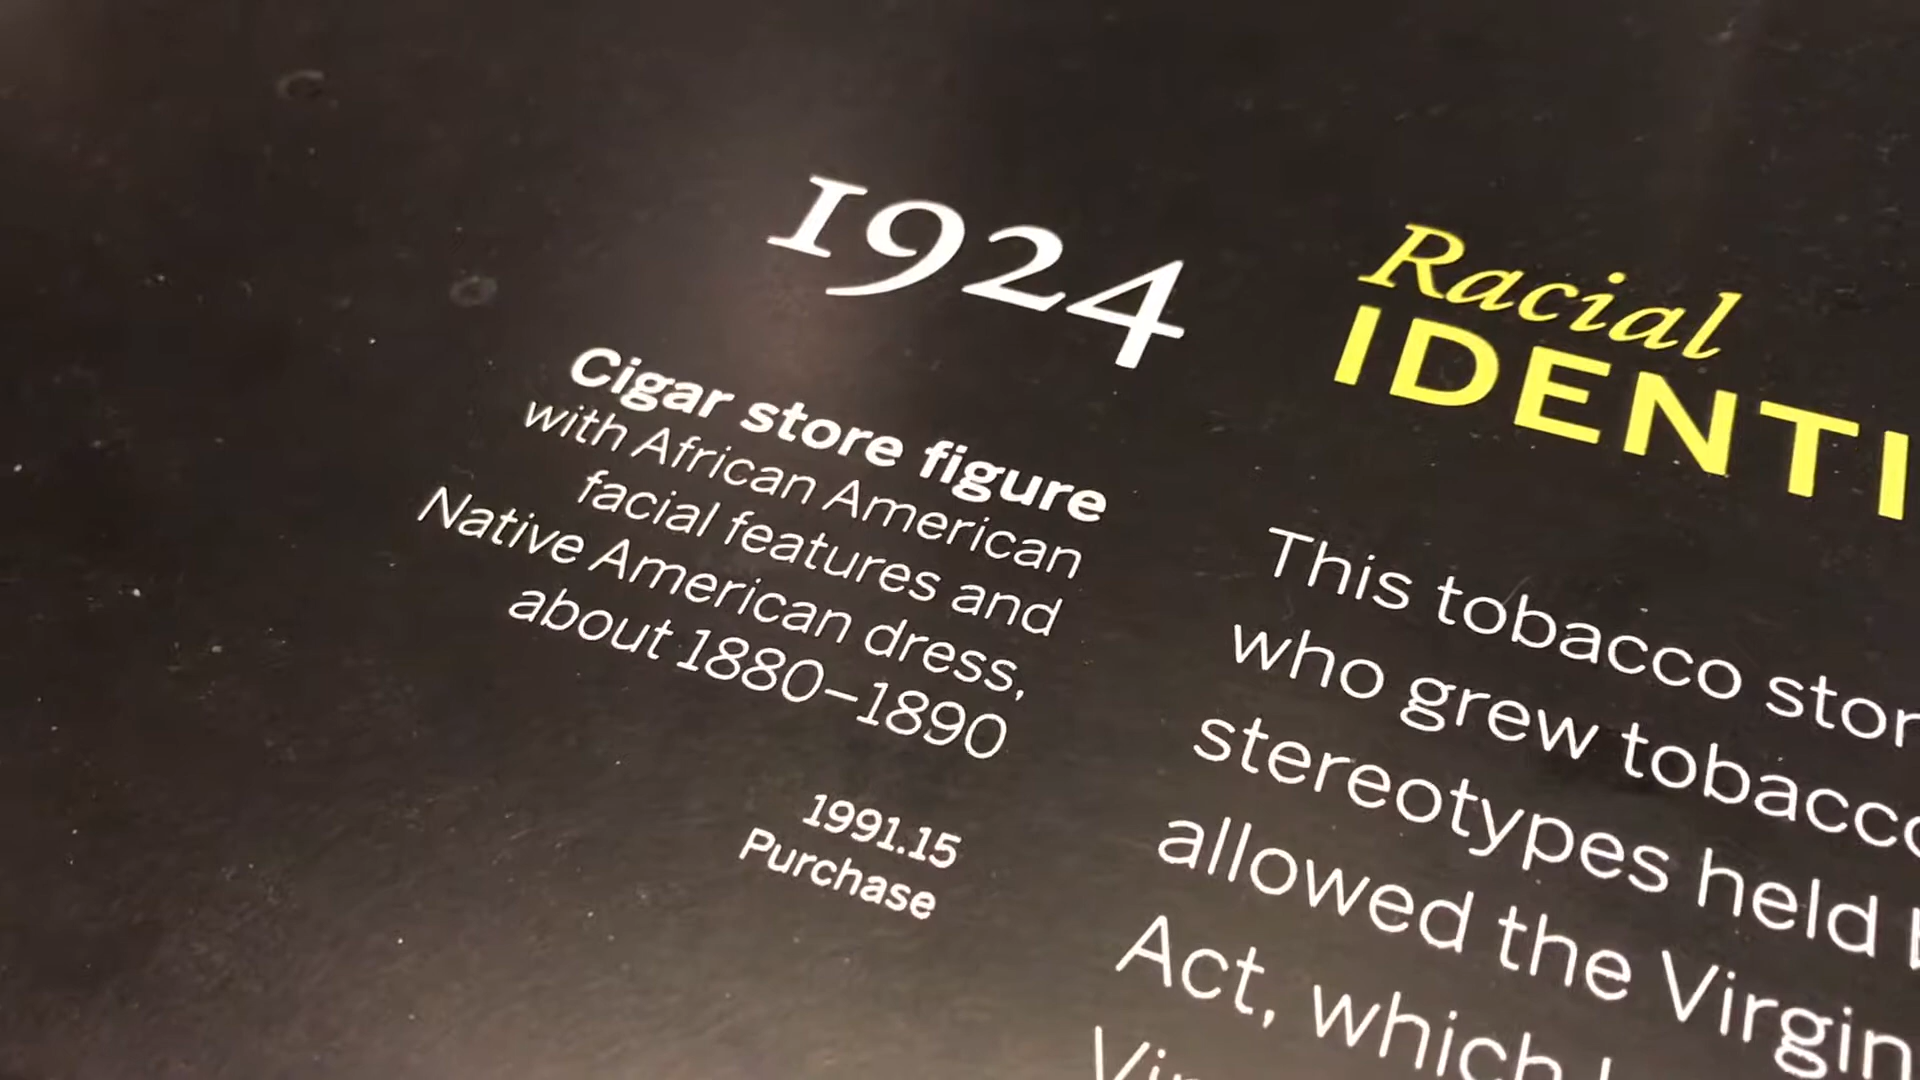 1924
Cigar store figure
with African American
facial features and
Native American dress,
about 1880–1890
1991.15
Purchase
Racial
IDENTI
This tobacco stor
who grew tobacco
stereotypes held
allowed the Virgin
Act, which